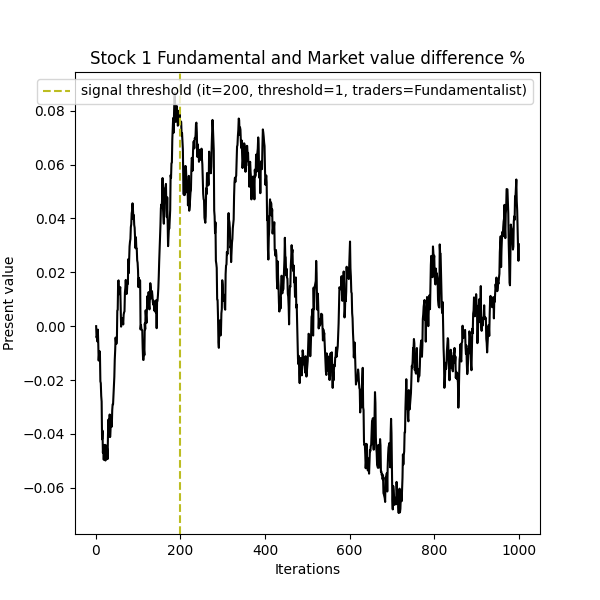 Stock 1 Fundamental and Market value difference %
signal threshold (it=200, threshold=1, traders=Fundamentalist)
0.08
0.06
0.04
0.02
0.00
−0.02
−0.04
−0.06
Present value
0 200 400 600 800 1000
Iterations